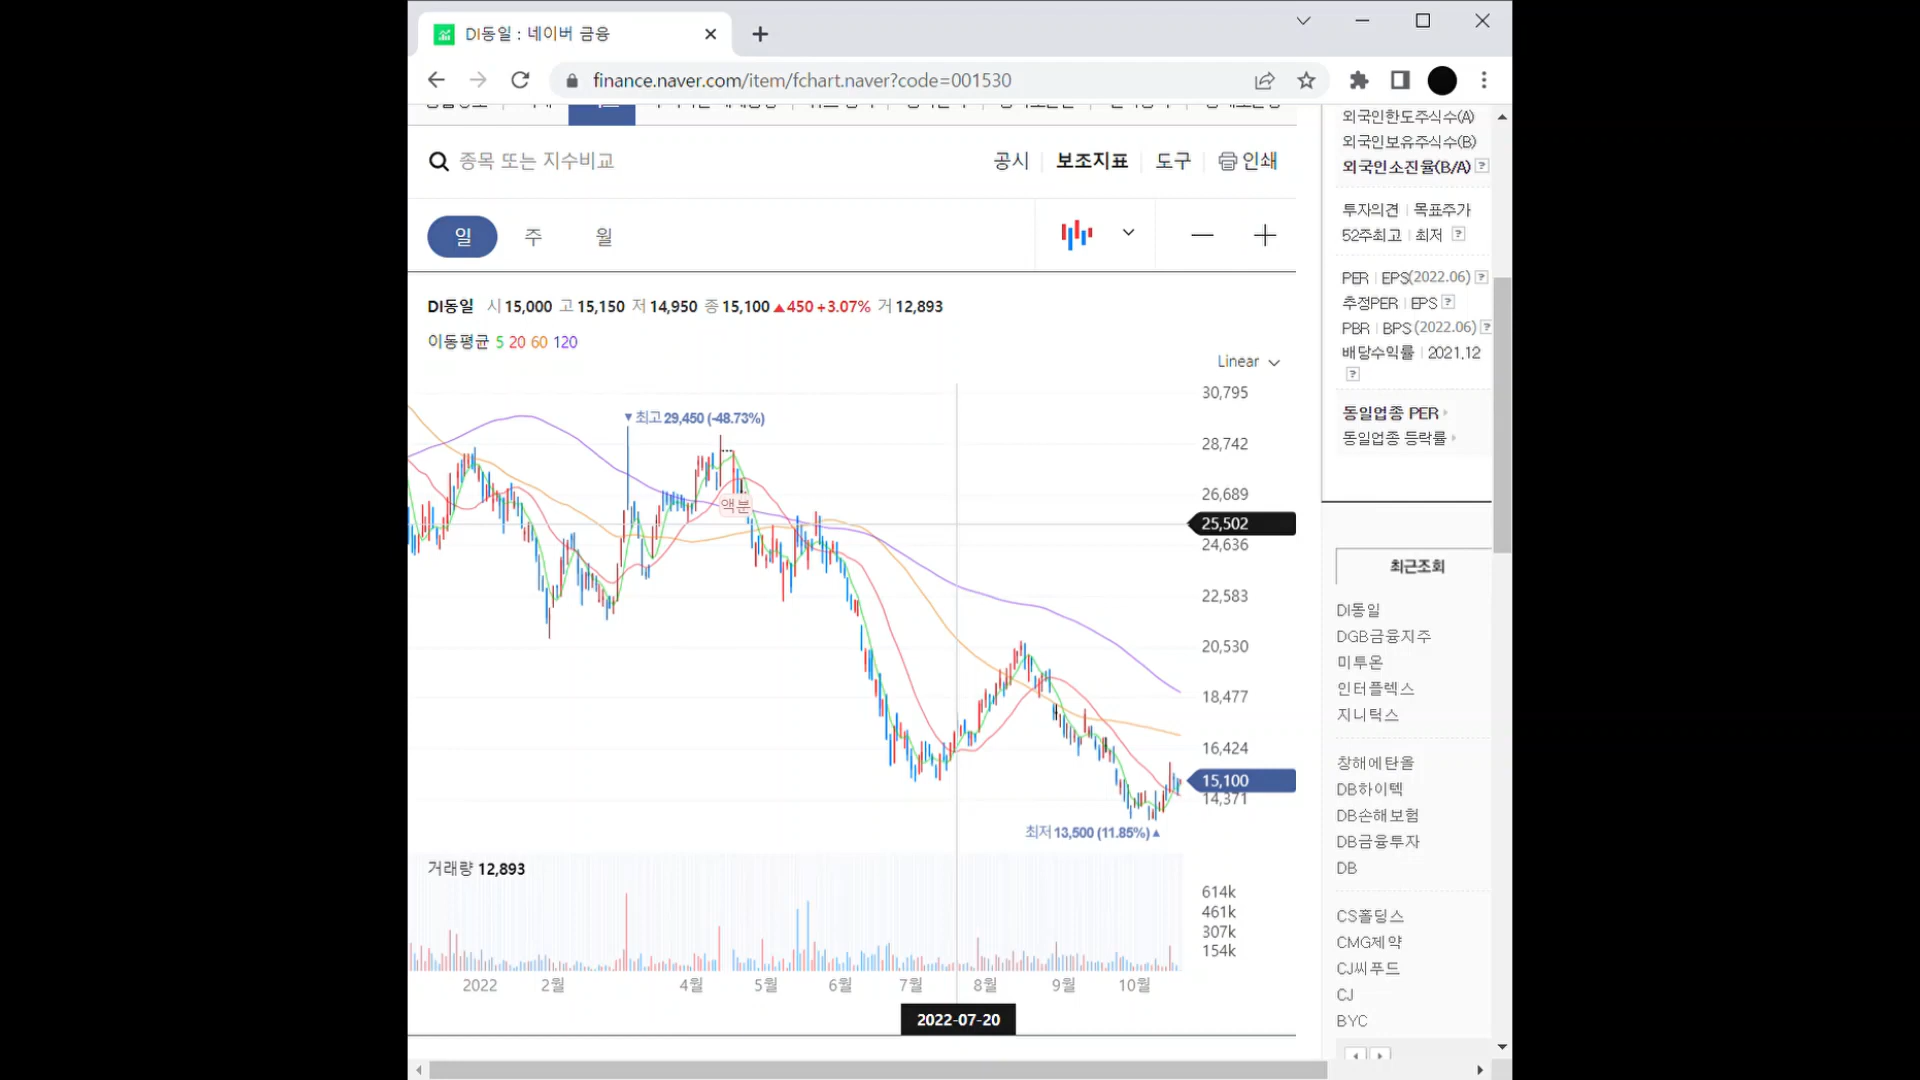 DI동일 : 네이버 금융
finance.naver.com/item/fchart.naver?code=001530
종목 또는 지수비교
공시 보조지표 도구 인쇄
일 주 월
DI동일 시 15,000 고 15,150 저 14,950 종 15,100 ▲450 +3.07% 거 12,893
이동평균 5 20 60 120
Linear
30,795
▼최고 29,450 (-48.73%)
28,742
26,689
액분
25,502
24,636
22,583
20,530
18,477
16,424
15,100
14,371
최저 13,500 (11.85%)▲
거래량 12,893
614k
461k
307k
154k
2022 2월 4월 5월 6월 7월 8월 9월 10월
2022-07-20
외국인한도주식수(A)
외국인보유주식수(B)
외국인소진율(B/A) ?
투자의견 | 목표주가
52주최고 | 최저 ?
PER | EPS(2022.06) ?
추정PER | EPS ?
PBR | BPS (2022.06) ?
배당수익률 | 2021.12
?
동일업종 PER
동일업종 등락률
최근조회
DI동일
DGB금융지주
미투온
인터플렉스
지니틱스
창해에탄올
DB하이텍
DB손해보험
DB금융투자
DB
CS홀딩스
CMG제약
CJ씨푸드
CJ
BYC